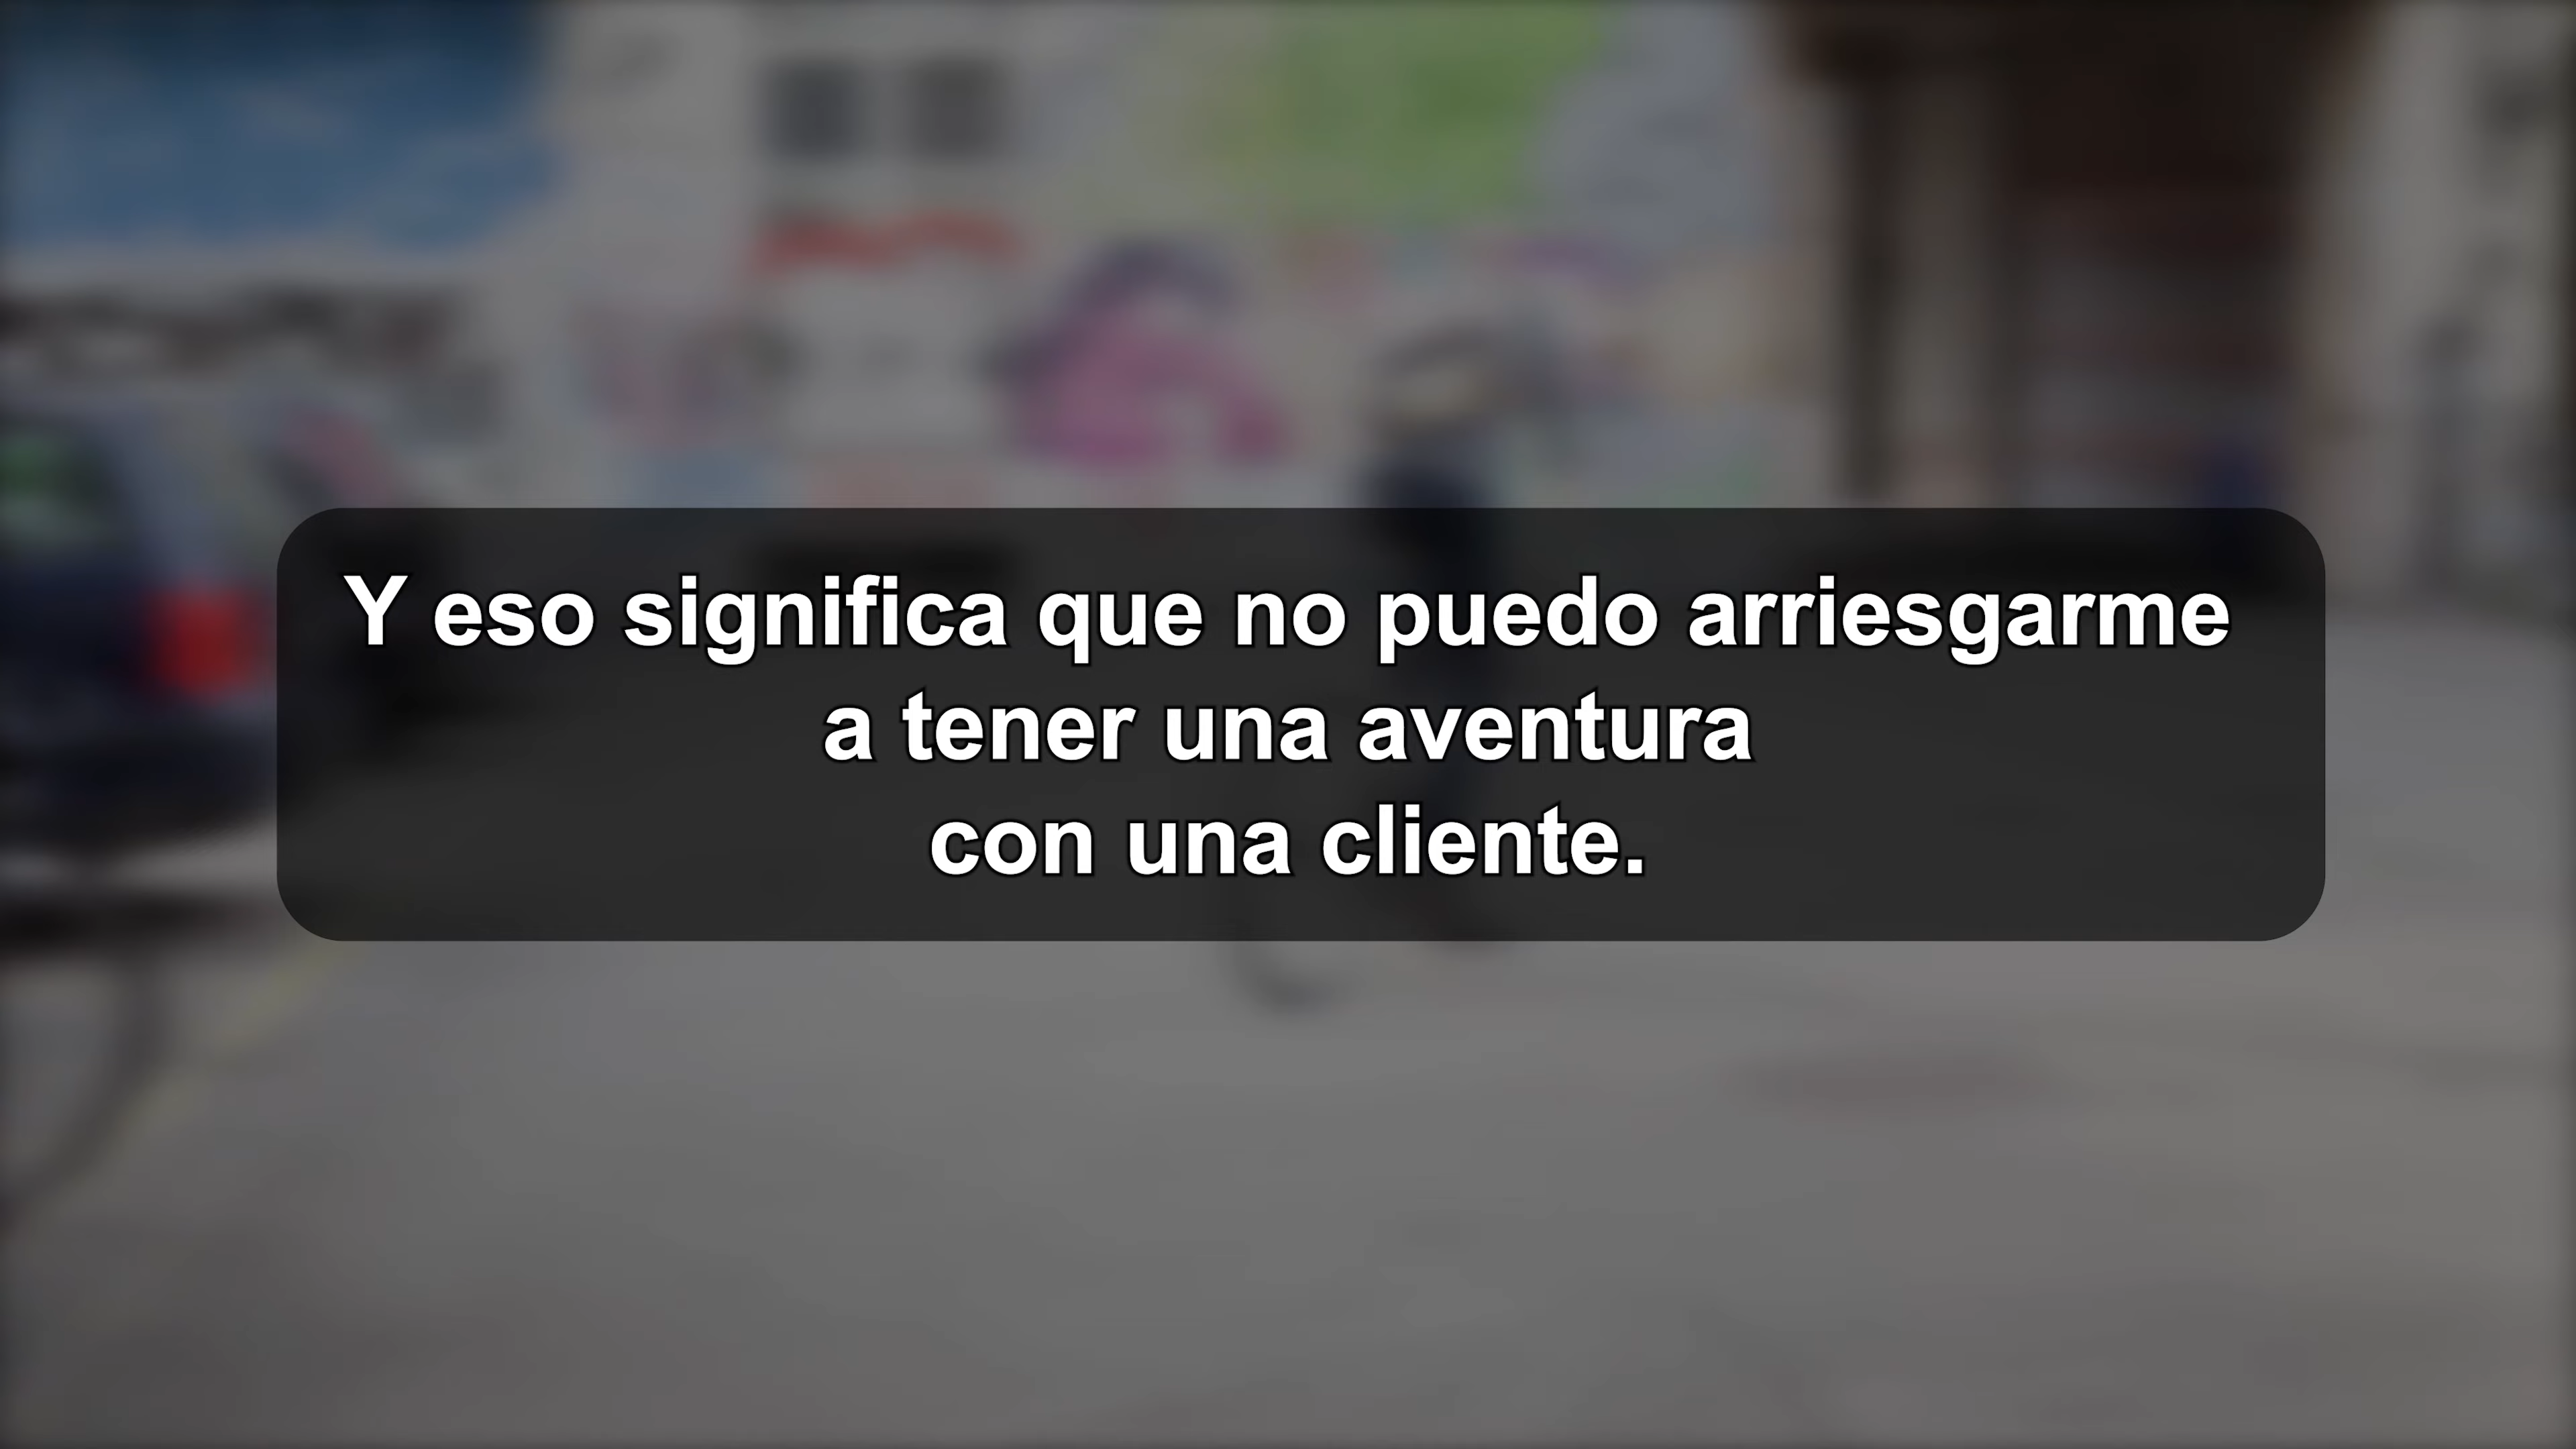 Y eso significa que no puedo arriesgarme
a tener una aventura
con una cliente.